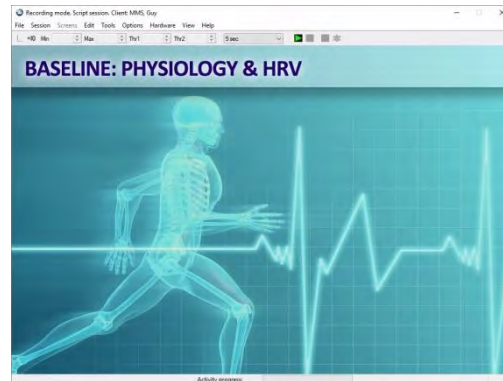 Recording mode. Script session. Client: MMS, Guy
File Session Screens Edit Tools Options Hardware View Help
+10 Min Max Thr1 Thr2 5 sec
BASELINE: PHYSIOLOGY & HRV
Activity progress